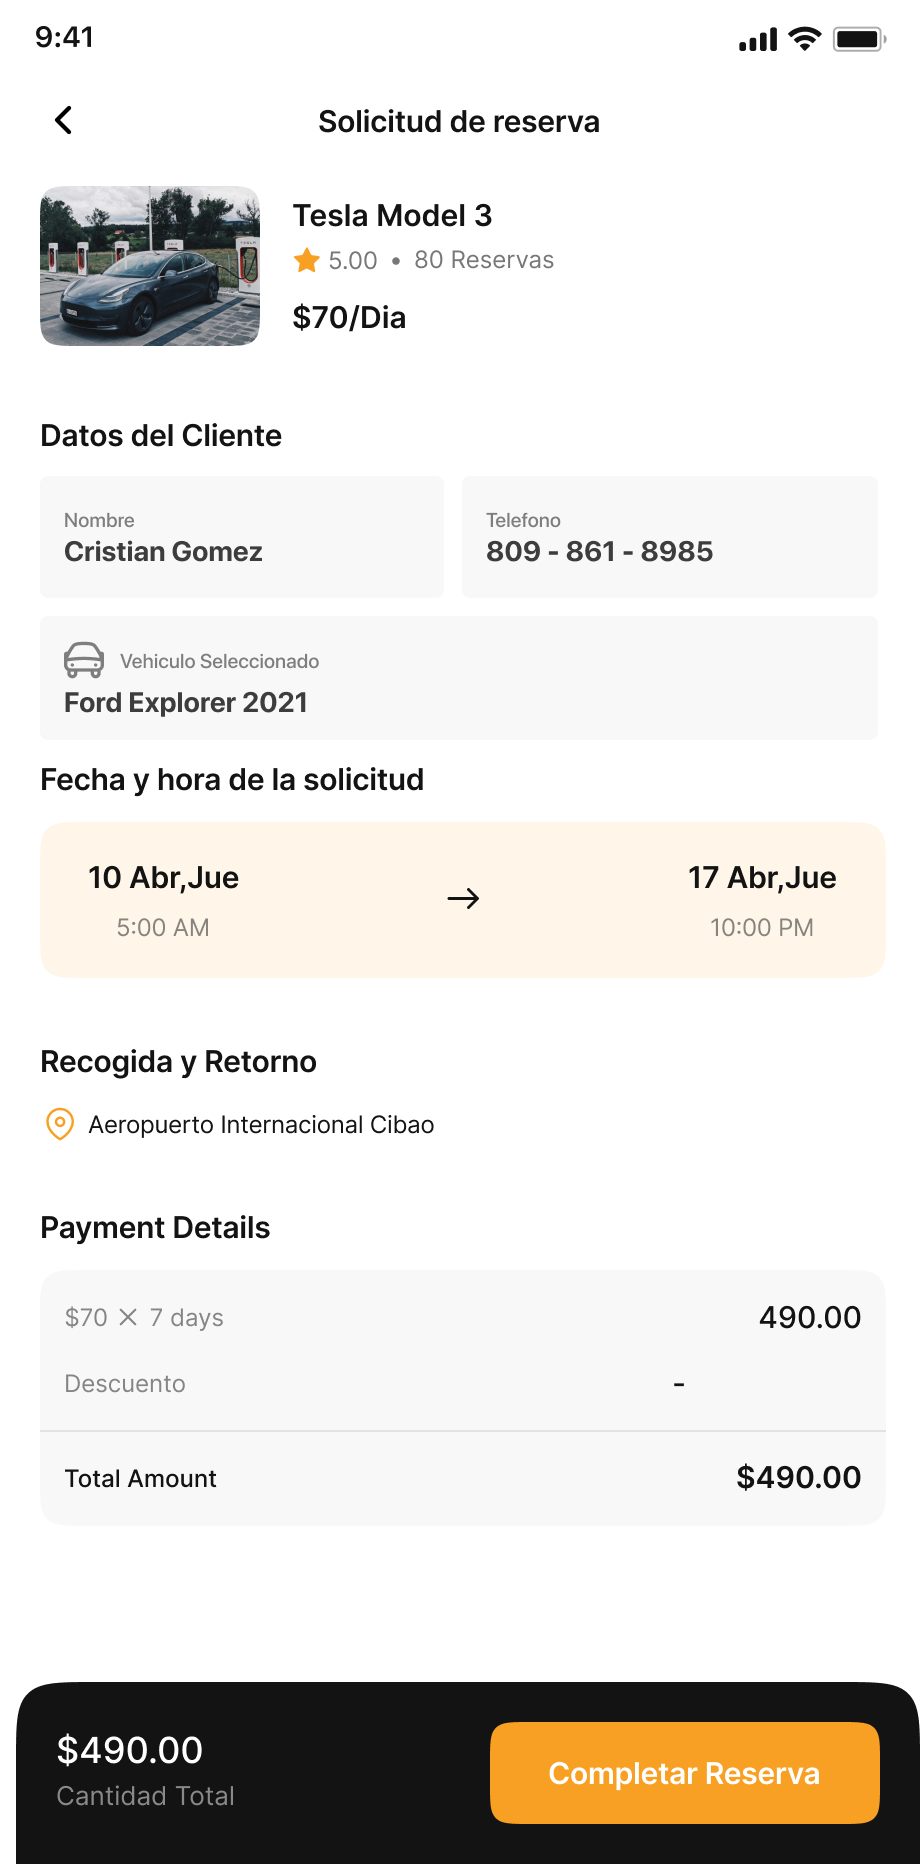 9:41
Solicitud de reserva
Tesla Model 3
5.00 • 80 Reservas
$70/Dia
Datos del Cliente
Nombre
Cristian Gomez
Telefono
809 - 861 - 8985
Vehiculo Seleccionado
Ford Explorer 2021
Fecha y hora de la solicitud
10 Abr,Jue → 17 Abr,Jue
5:00 AM 10:00 PM
Recogida y Retorno
Aeropuerto Internacional Cibao
Payment Details
$70 × 7 days 490.00
Descuento -
Total Amount $490.00
$490.00
Cantidad Total
Completar Reserva